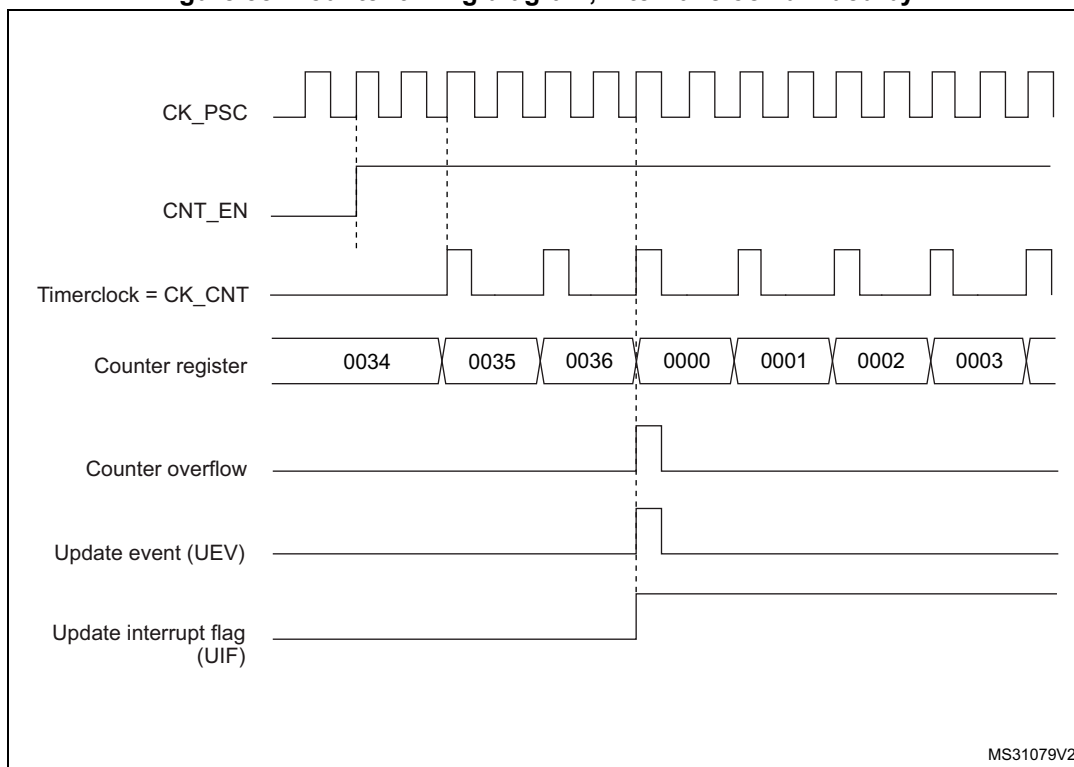 CK_PSC
CNT_EN
Timerclock = CK_CNT
Counter register
0034 0035 0036 0000 0001 0002 0003
Counter overflow
Update event (UEV)
Update interrupt flag
(UIF)
MS31079V2